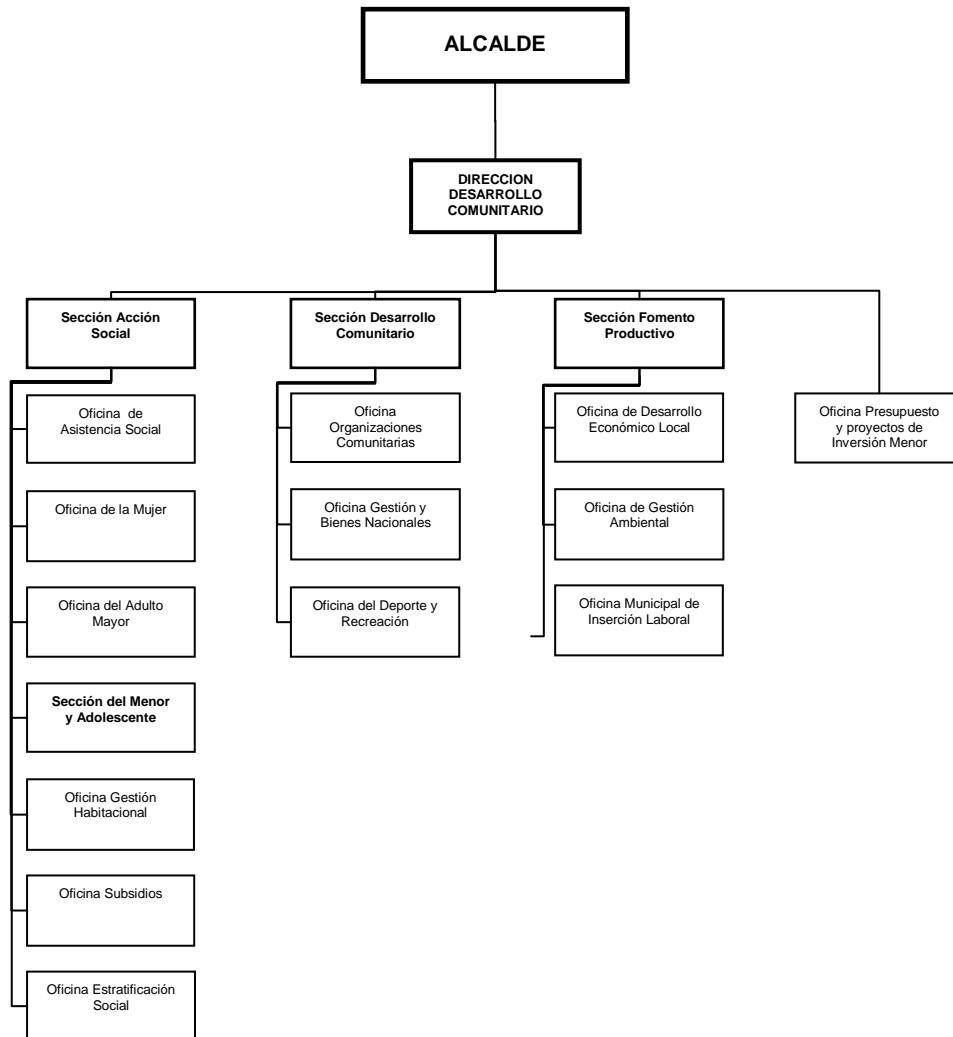 ALCALDE
DIRECCION
DESARROLLO
COMUNITARIO
Sección Acción
Social
Sección Desarrollo
Comunitario
Sección Fomento
Productivo
Oficina de
Asistencia Social
Oficina
Organizaciones
Comunitarias
Oficina de Desarrollo
Económico Local
Oficina Presupuesto
y proyectos de
Inversión Menor
Oficina de la Mujer
Oficina Gestión y
Bienes Nacionales
Oficina de Gestión
Ambiental
Oficina del Adulto
Mayor
Oficina del Deporte y
Recreación
Oficina Municipal de
Inserción Laboral
Sección del Menor
y Adolescente
Oficina Gestión
Habitacional
Oficina Subsidios
Oficina Estratificación
Social